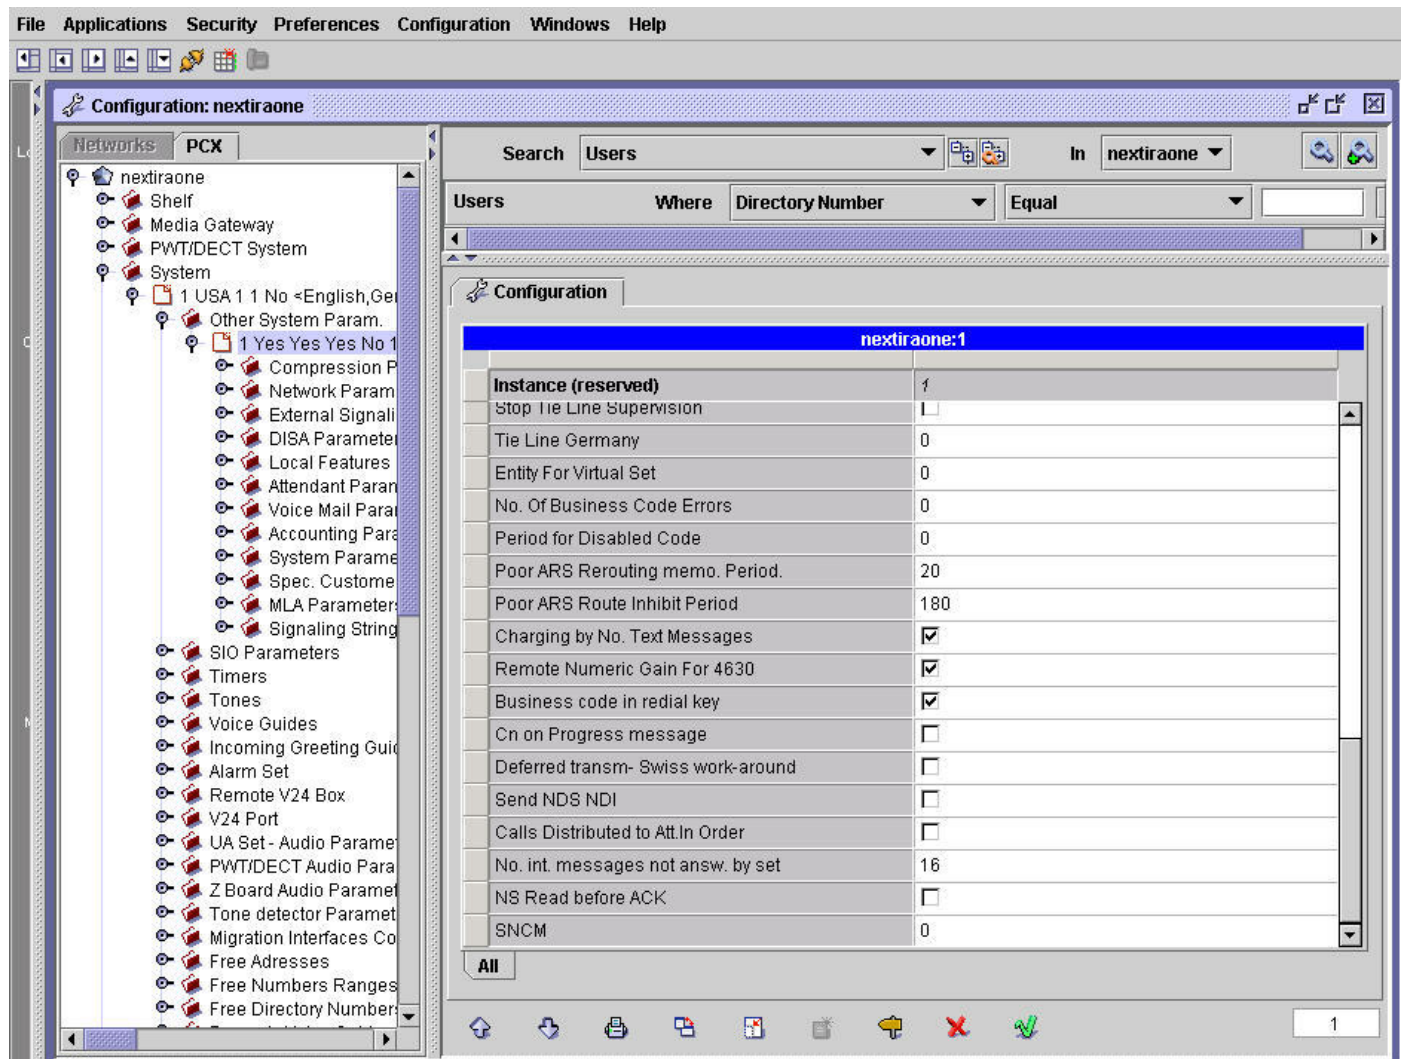 File Applications Security Preferences Configuration Windows Help
Configuration: nextiraone
Networks PCX
Search Users In nextiraone
Users Where Directory Number Equal
nextiraone
Shelf
Media Gateway
PWT/DECT System
System
1 USA 1 1 No <English,Ger
Other System Param.
1 Yes Yes Yes No 1
Compression P
Network Param
External Signali
DISA Parameter
Local Features
Attendant Param
Voice Mail Parar
Accounting Para
System Parame
Spec. Custome
MLA Parameters
Signaling String
SIO Parameters
Timers
Tones
Voice Guides
Incoming Greeting Guid
Alarm Set
Remote V24 Box
V24 Port
UA Set - Audio Paramet
PWT/DECT Audio Para
Z Board Audio Paramet
Tone detector Paramet
Migration Interfaces Co
Free Adresses
Free Numbers Ranges
Free Directory Number
Configuration
nextiraone:1
Instance (reserved) 1
Stop Tie Line Supervision
Tie Line Germany 0
Entity For Virtual Set 0
No. Of Business Code Errors 0
Period for Disabled Code 0
Poor ARS Rerouting memo. Period. 20
Poor ARS Route Inhibit Period 180
Charging by No. Text Messages
Remote Numeric Gain For 4630
Business code in redial key
Cn on Progress message
Deferred transm- Swiss work-around
Send NDS NDI
Calls Distributed to Att.In Order
No. int. messages not answ. by set 16
NS Read before ACK
SNCM 0
All
1